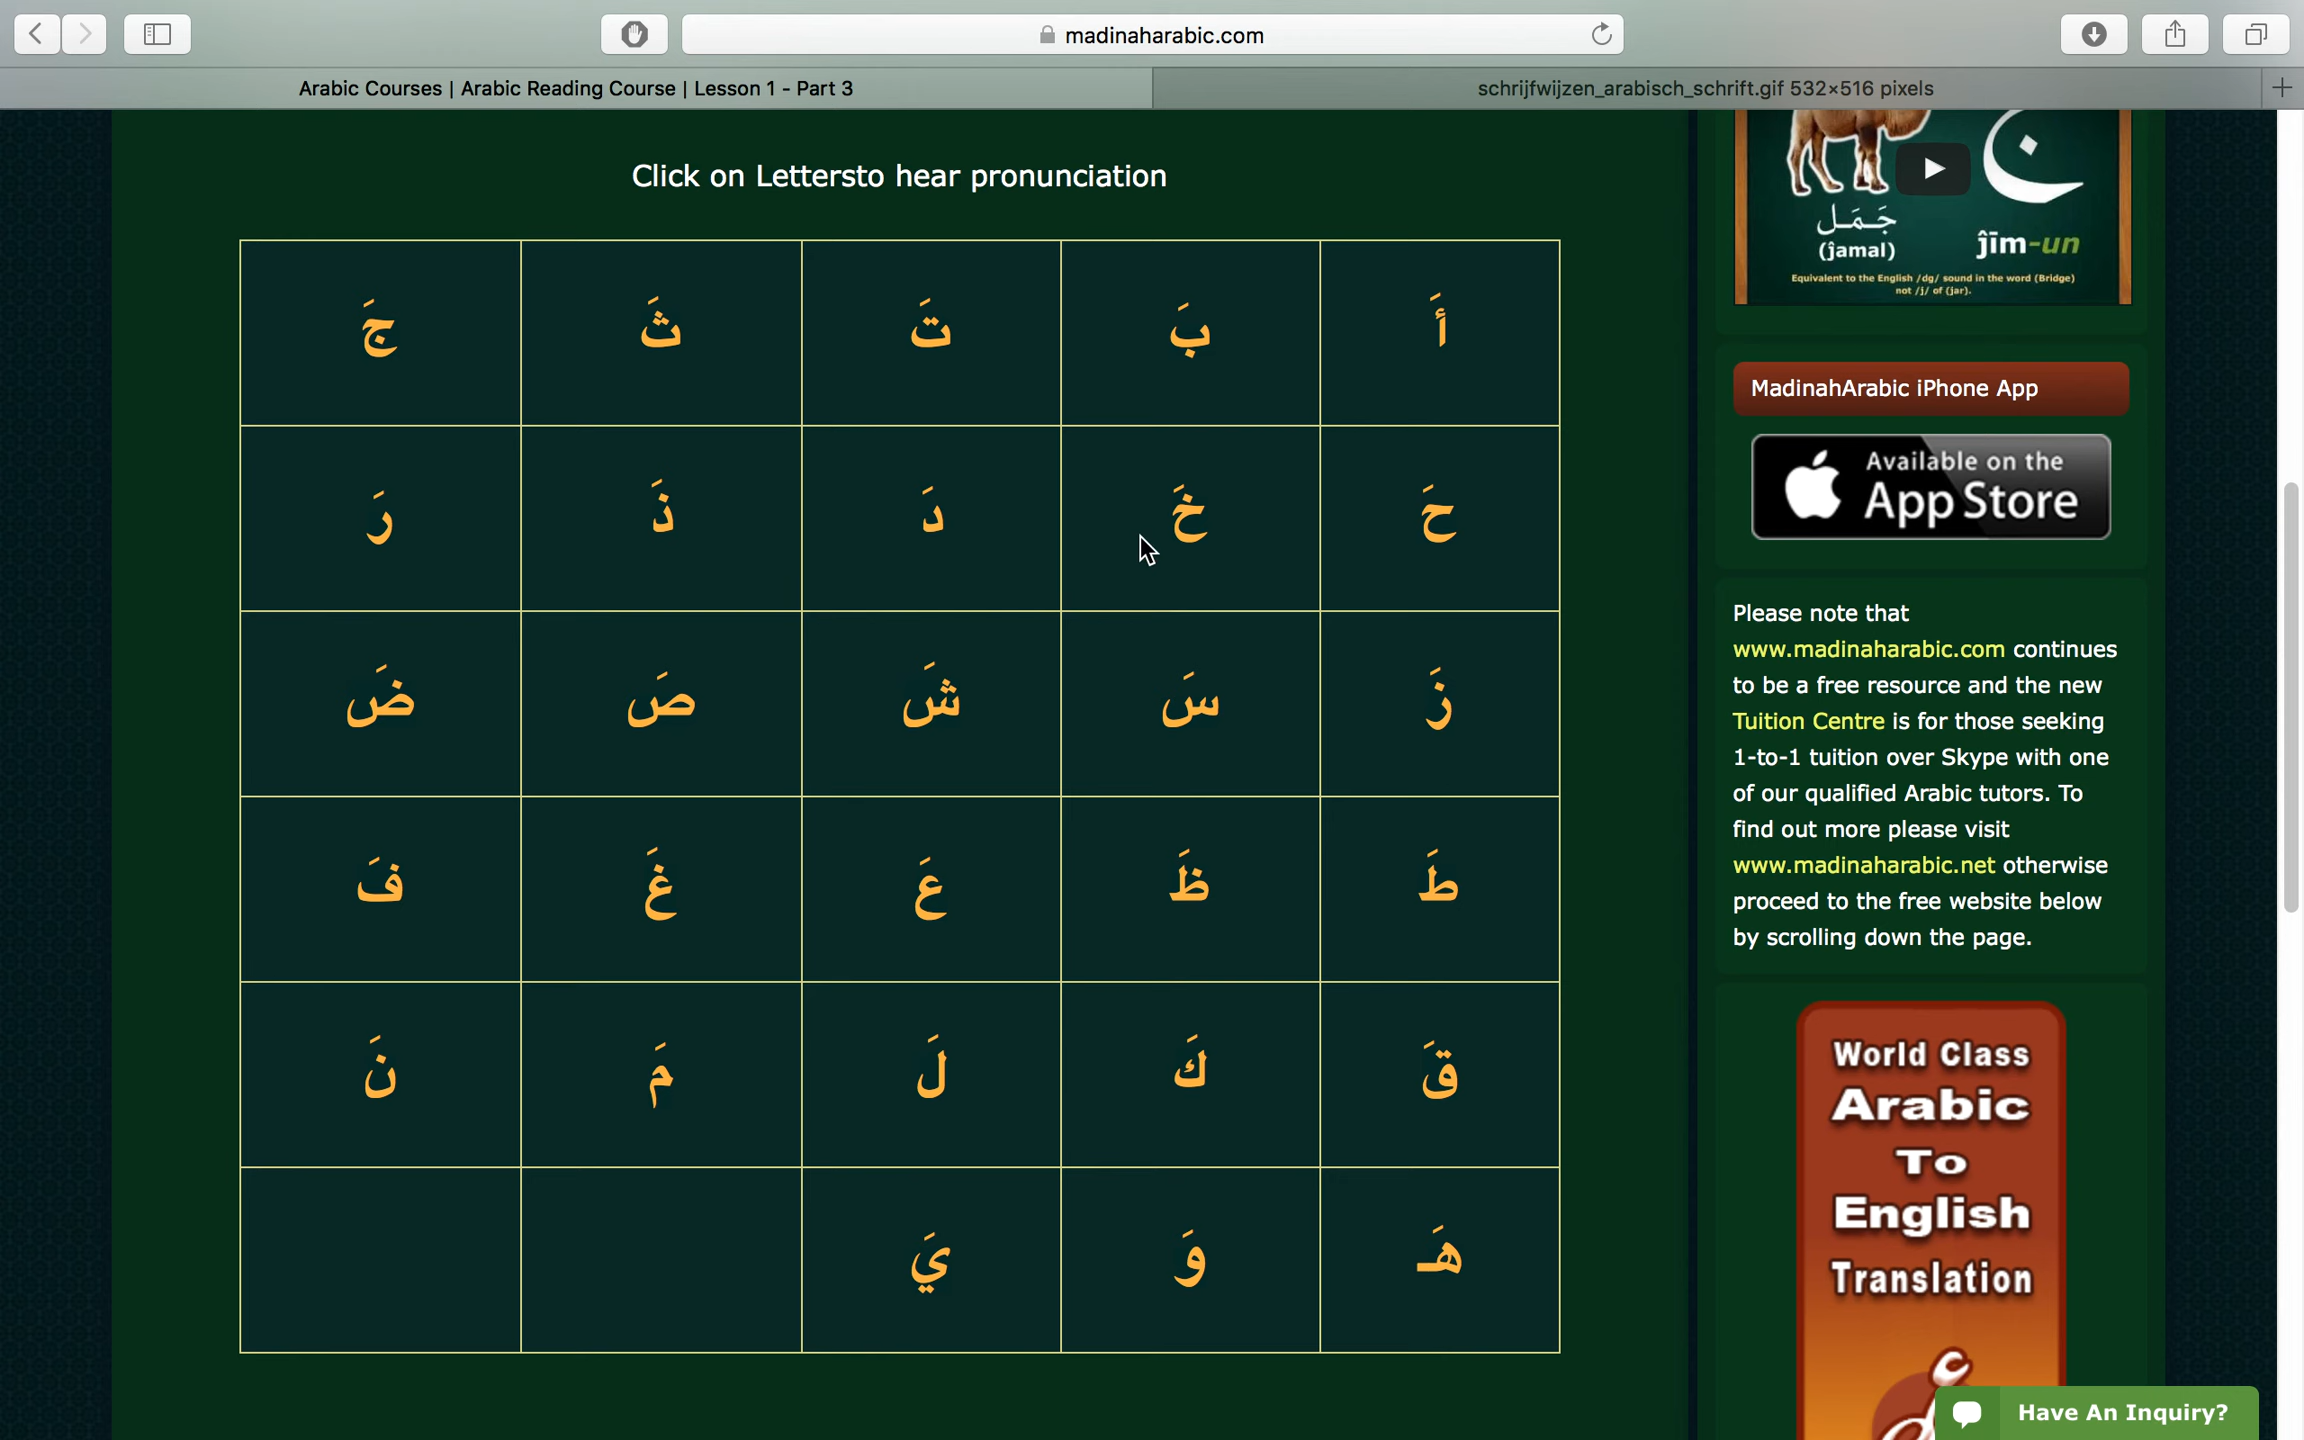 madinaharabic.com
Arabic Courses | Arabic Reading Course | Lesson 1 - Part 3
schrijfwijzen_arabisch_schrift.gif 532×516 pixels
Click on Lettersto hear pronunciation
أَ بَ تَ ثَ جَ
حَ خَ دَ ذَ رَ
زَ سَ شَ صَ ضَ
طَ ظَ عَ غَ فَ
قَ كَ لَ مَ نَ
هَـ وَ يَ
ج
جَـمَـل
(ĵamal)
ĵīm-un
Equivalent to the English /dg/ sound in the word (Bridge)
not /j/ of (jar).
MadinahArabic iPhone App
Available on the
App Store
Please note that
www.madinaharabic.com continues
to be a free resource and the new
Tuition Centre is for those seeking
1-to-1 tuition over Skype with one
of our qualified Arabic tutors. To
find out more please visit
www.madinaharabic.net otherwise
proceed to the free website below
by scrolling down the page.
World Class
Arabic
To
English
Translation
Have An Inquiry?